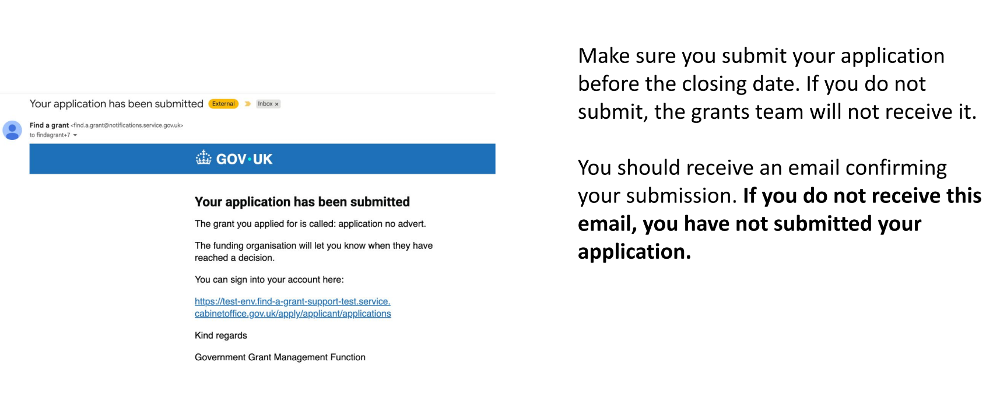 Your application has been submitted External Inbox x
Find a grant <find.a.grant@notifications.service.gov.uk>
to findagrant+7
GOV·UK
Your application has been submitted
The grant you applied for is called: application no advert.
The funding organisation will let you know when they have
reached a decision.
You can sign into your account here:
https://test-env.find-a-grant-support-test.service.
cabinetoffice.gov.uk/apply/applicant/applications
Kind regards
Government Grant Management Function
Make sure you submit your application
before the closing date. If you do not
submit, the grants team will not receive it.
You should receive an email confirming
your submission. If you do not receive this
email, you have not submitted your
application.